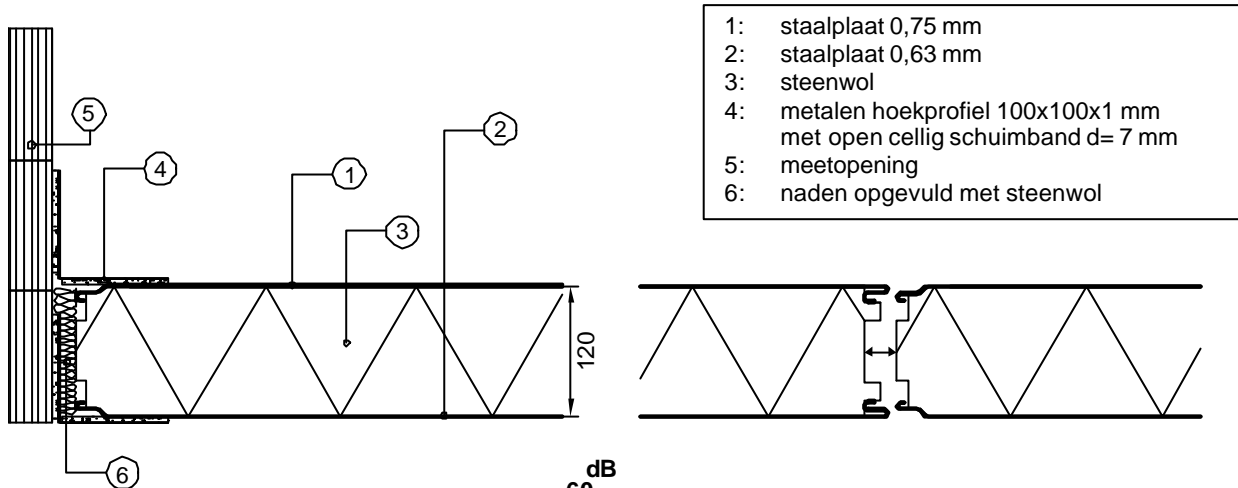 1: staalplaat 0,75 mm
2: staalplaat 0,63 mm
3: steenwol
4: metalen hoekprofiel 100x100x1 mm
met open cellig schuimband d= 7 mm
5: meetopening
6: naden opgevuld met steenwol
5
4
1
2
3
120
6
dB